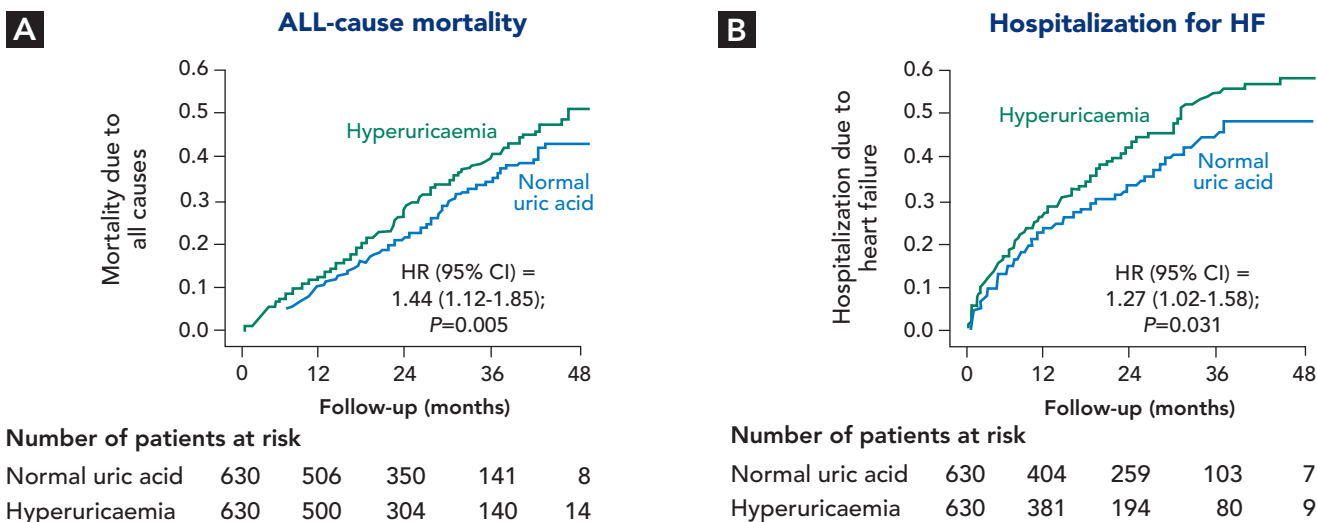 A
ALL-cause mortality
Mortality due to
all causes
0.6
0.5
0.4
0.3
0.2
0.1
0.0
Hyperuricaemia
Normal
uric acid
HR (95% CI) =
1.44 (1.12-1.85);
P=0.005
0 12 24 36 48
Follow-up (months)
Number of patients at risk
Normal uric acid 630 506 350 141 8
Hyperuricaemia 630 500 304 140 14
B
Hospitalization for HF
Hospitalization due to
heart failure
0.6
0.5
0.4
0.3
0.2
0.1
0.0
Hyperuricaemia
Normal
uric acid
HR (95% CI) =
1.27 (1.02-1.58);
P=0.031
0 12 24 36 48
Follow-up (months)
Number of patients at risk
Normal uric acid 630 404 259 103 7
Hyperuricaemia 630 381 194 80 9